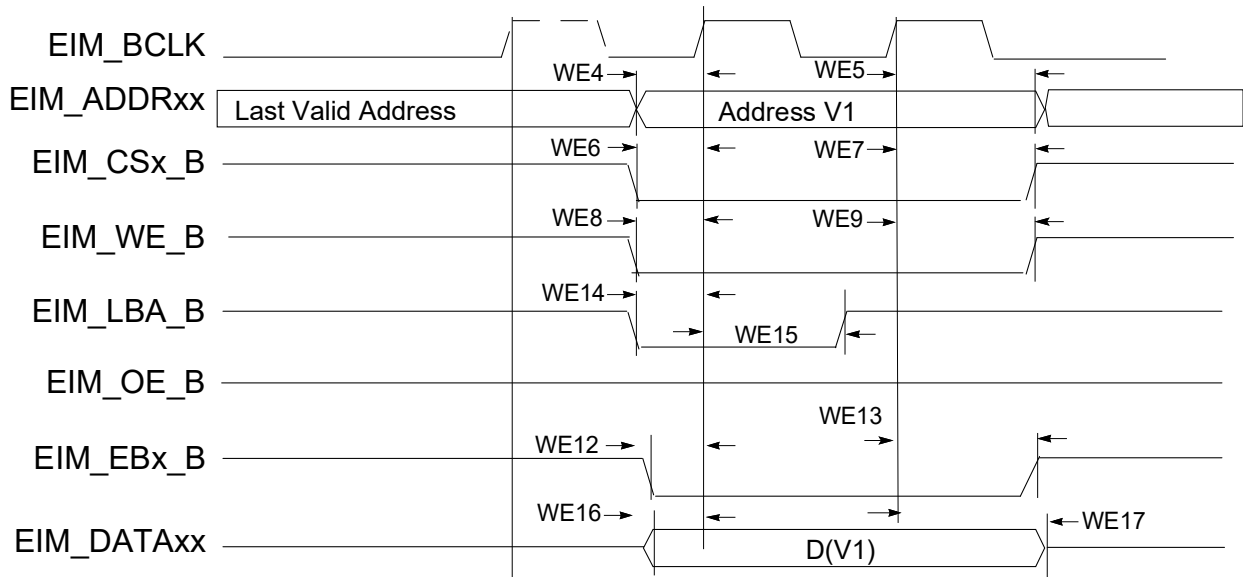 EIM_BCLK
WE4
WE5
EIM_ADDRxx
Last Valid Address
Address V1
WE6
WE7
EIM_CSx_B
WE8
WE9
EIM_WE_B
WE14
EIM_LBA_B
WE15
EIM_OE_B
WE13
WE12
EIM_EBx_B
WE16
WE17
EIM_DATAxx
D(V1)